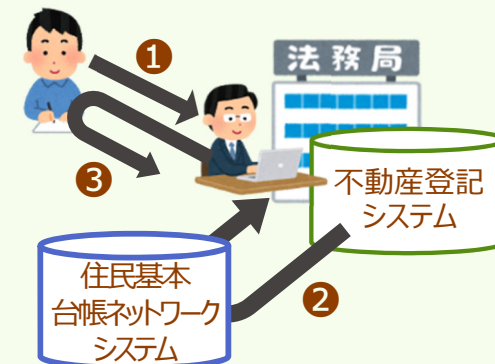 ❶
法務局
❸
不動産登記
システム
住民基本
台帳ネットワーク
システム
❷